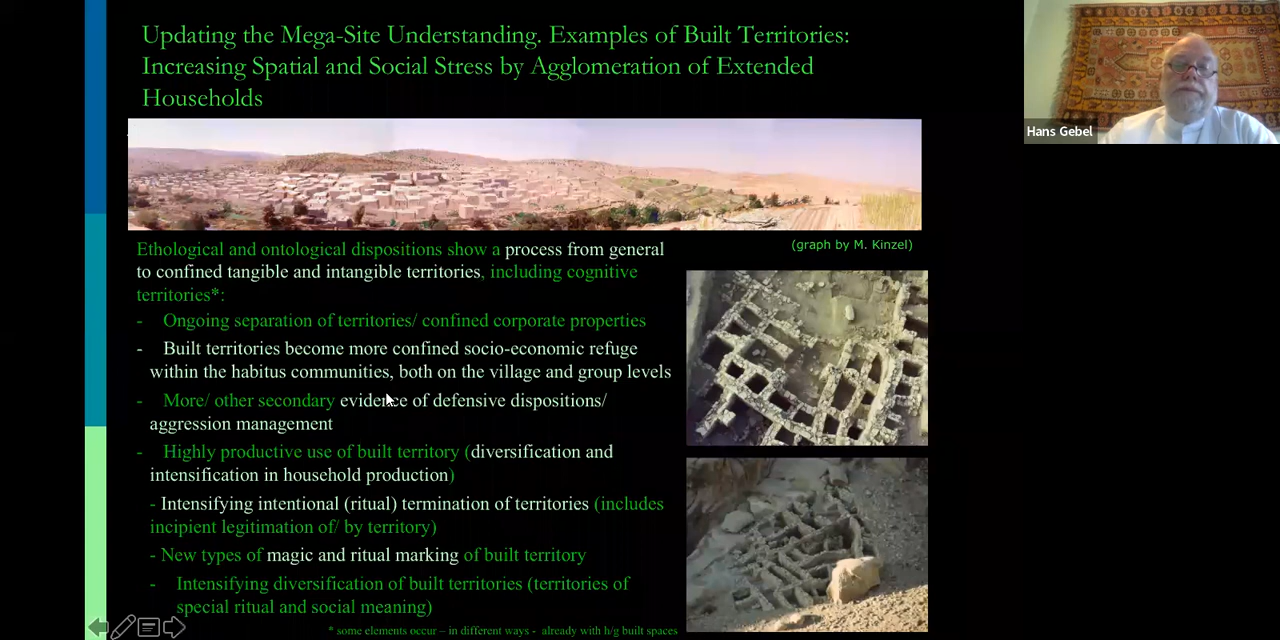 Updating the Mega-Site Understanding. Examples of Built Territories:
Increasing Spatial and Social Stress by Agglomeration of Extended
Households
Hans Gebel
(graph by M. Kinzel)
Ethological and ontological dispositions show a process from general
to confined tangible and intangible territories, including cognitive
territories*:
- Ongoing separation of territories/ confined corporate properties
- Built territories become more confined socio-economic refuge
within the habitus communities, both on the village and group levels
- More/ other secondary evidence of defensive dispositions/
aggression management
- Highly productive use of built territory (diversification and
intensification in household production)
- Intensifying intentional (ritual) termination of territories (includes
incipient legitimation of/ by territory)
- New types of magic and ritual marking of built territory
- Intensifying diversification of built territories (territories of
special ritual and social meaning)
* some elements occur – in different ways - already with h/g built spaces